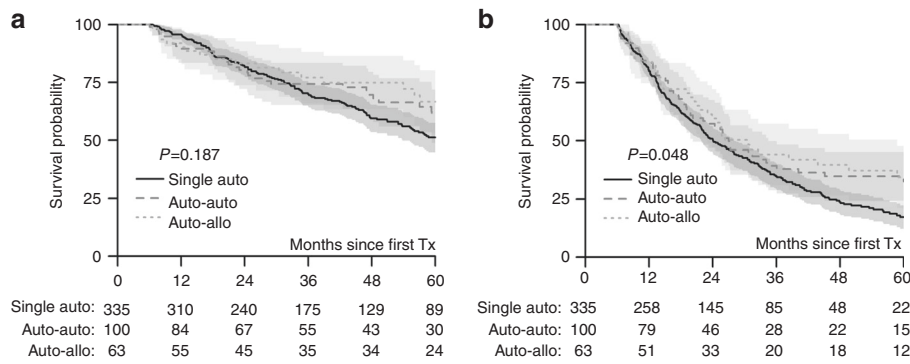 a
100
75
50
25
0
Survival probability
P=0.187
Single auto
Auto-auto
Auto-allo
Months since first Tx
0 12 24 36 48 60
Single auto: 335 310 240 175 129 89
Auto-auto: 100 84 67 55 43 30
Auto-allo: 63 55 45 35 34 24
b
100
75
50
25
0
Survival probability
P=0.048
Single auto
Auto-auto
Auto-allo
Months since first Tx
0 12 24 36 48 60
Single auto: 335 258 145 85 48 22
Auto-auto: 100 79 46 28 22 15
Auto-allo: 63 51 33 20 18 12